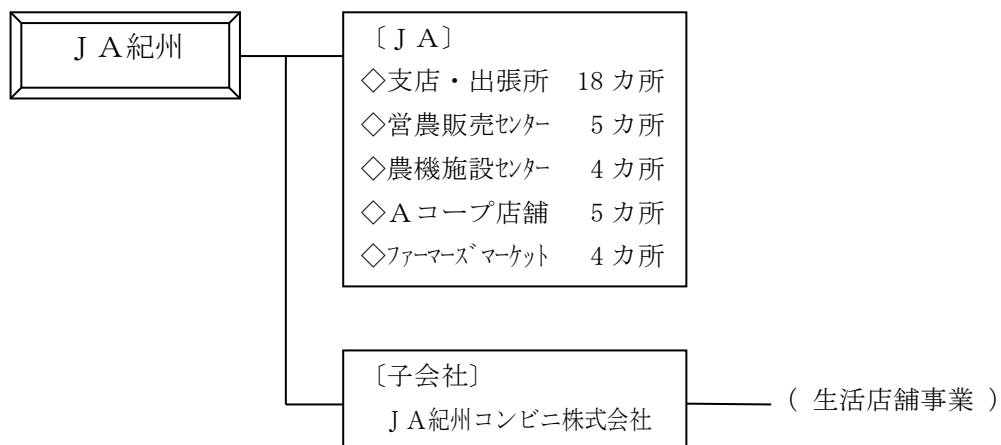 ＪＡ紀州
〔ＪＡ〕
◇支店・出張所 18カ所
◇営農販売ｾﾝﾀｰ 5カ所
◇農機施設ｾﾝﾀｰ 4カ所
◇Ａコープ店舗 5カ所
◇ﾌｧｰﾏｰｽﾞﾏｰｹｯﾄ 4カ所
〔子会社〕
ＪＡ紀州コンビニ株式会社
（ 生活店舗事業 ）